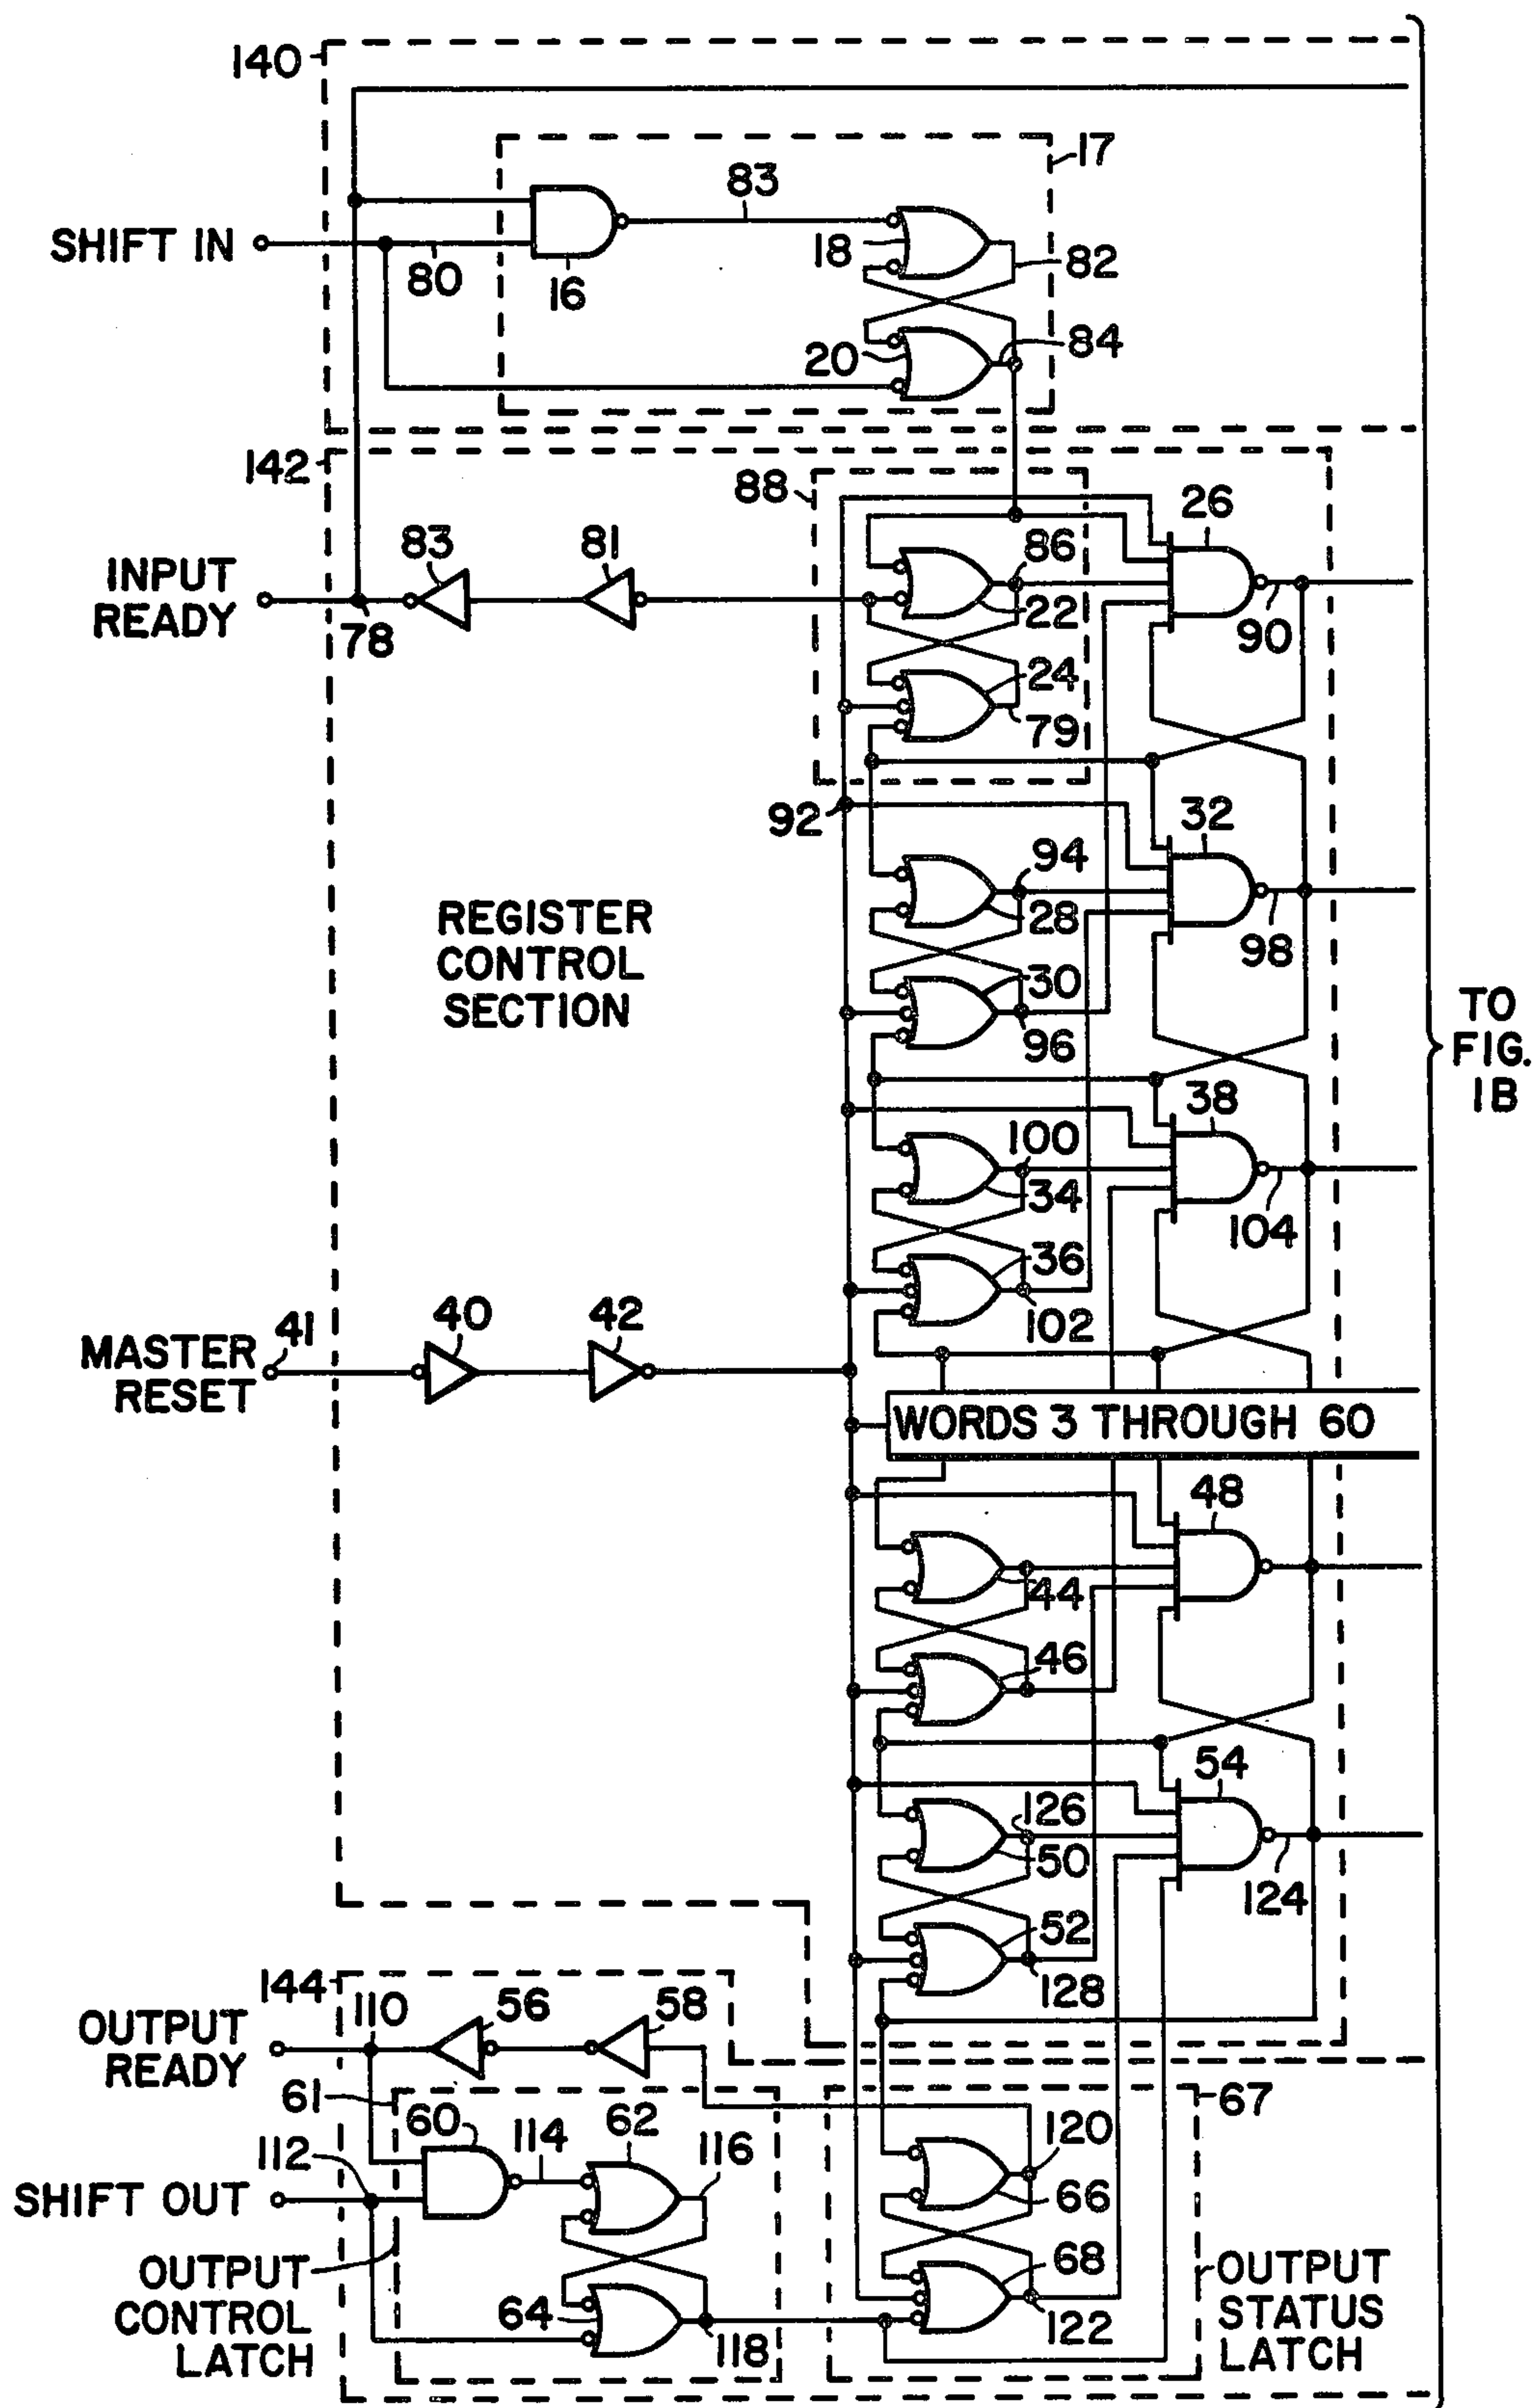 140
17
83
SHIFT IN
80
16
18
82
20
84
142
88
26
INPUT
READY
83
81
86
22
78
90
24
79
92
32
94
28
98
REGISTER
CONTROL
SECTION
30
96
TO
FIG.
1B
38
100
34
104
36
102
MASTER
RESET
41
40
42
WORDS 3 THROUGH 60
48
44
46
54
126
50
124
52
128
144
110
56
58
OUTPUT
READY
61
60
114
62
116
67
120
112
66
SHIFT OUT
OUTPUT
CONTROL
LATCH
64
118
68
122
OUTPUT
STATUS
LATCH